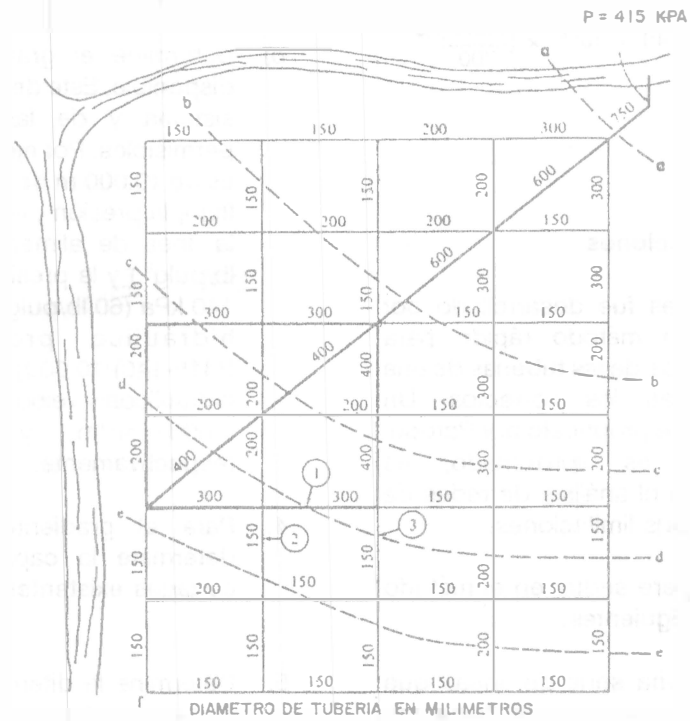 P = 415 KPA
a
b
750
150 150 200 300
a
150 150 150 200 600 300
200 200 200 150
600
c
150 150 150 300 150
300 300 300 150
b
200 200 400 400 300 200
d
200 200 150 150
c
200 200 400 300 200
400
1
e
300 300 150 150
150 2 150 3 200 150
d
200 150 150 150
150 150 150 200 150
e
150 150 150 150
f
DIAMETRO DE TUBERIA EN MILIMETROS